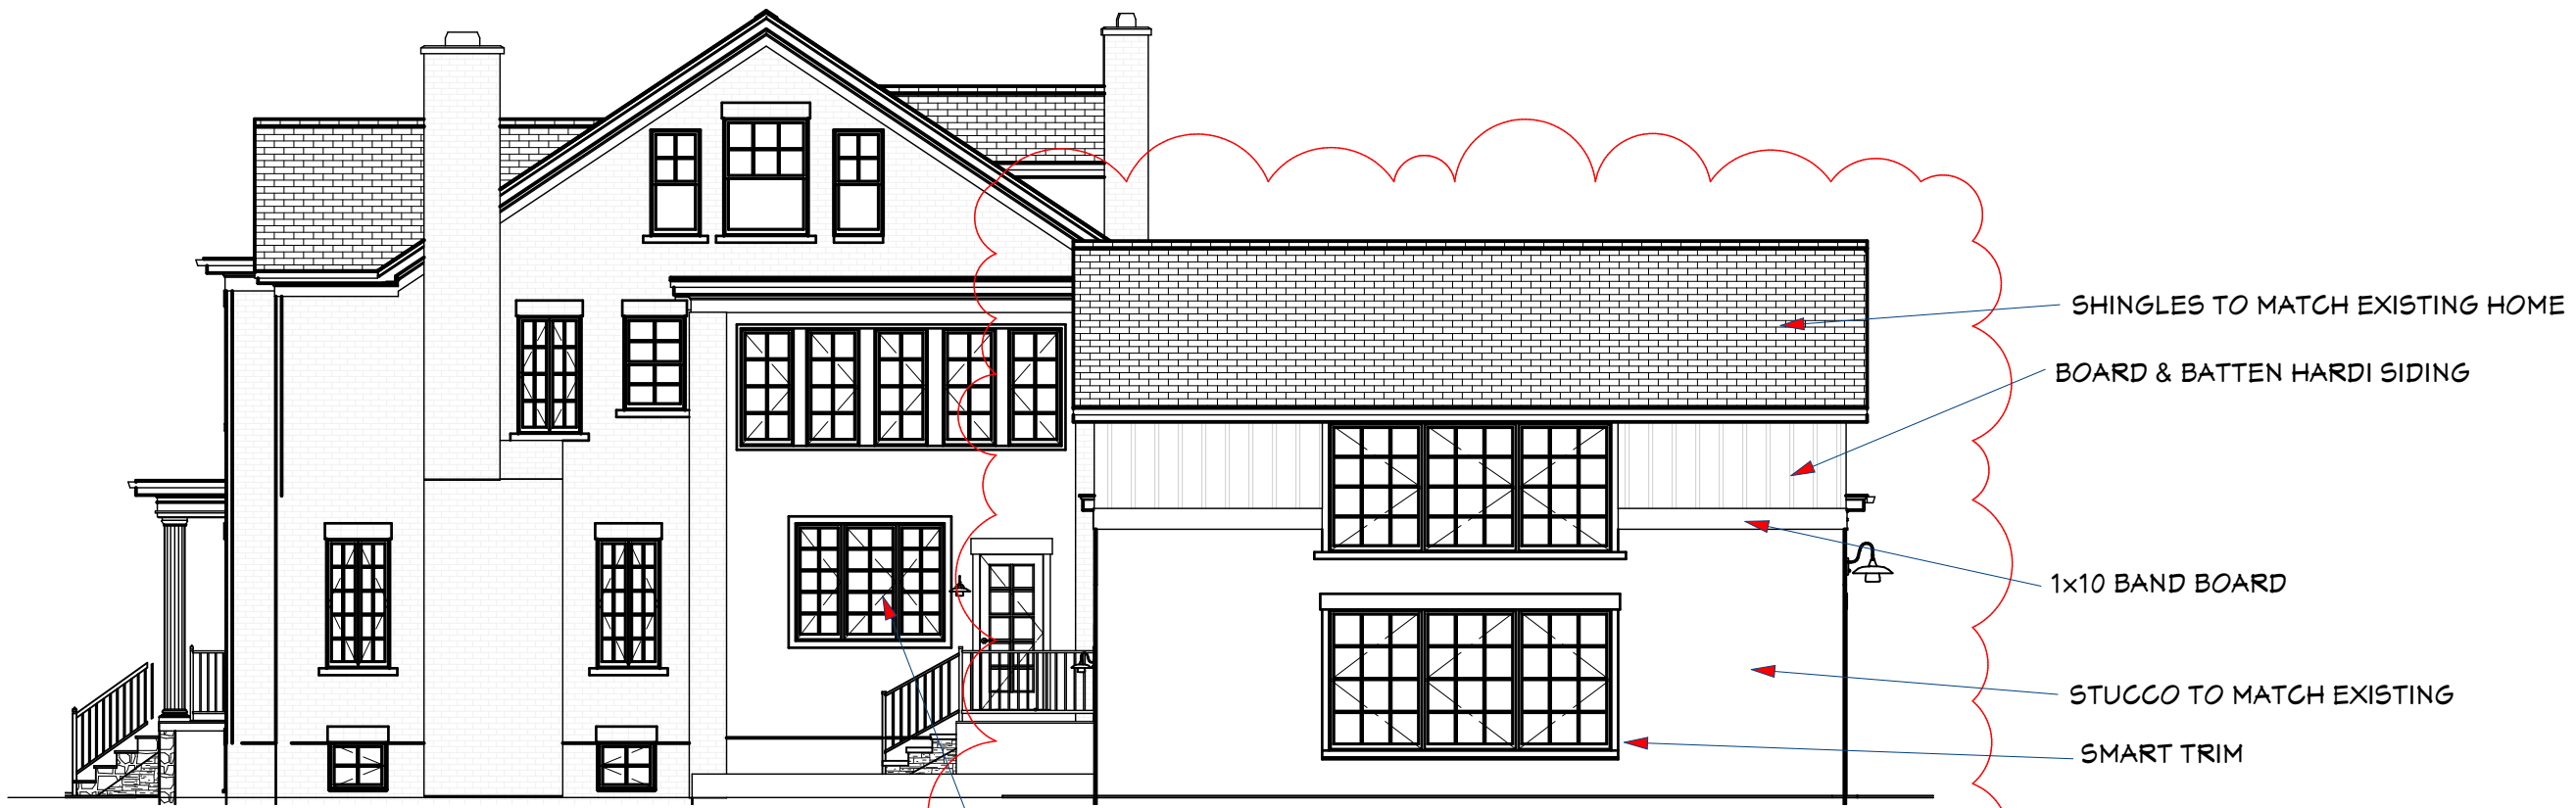 SHINGLES TO MATCH EXISTING HOME
BOARD & BATTEN HARDI SIDING
1x10 BAND BOARD
STUCCO TO MATCH EXISTING
SMART TRIM